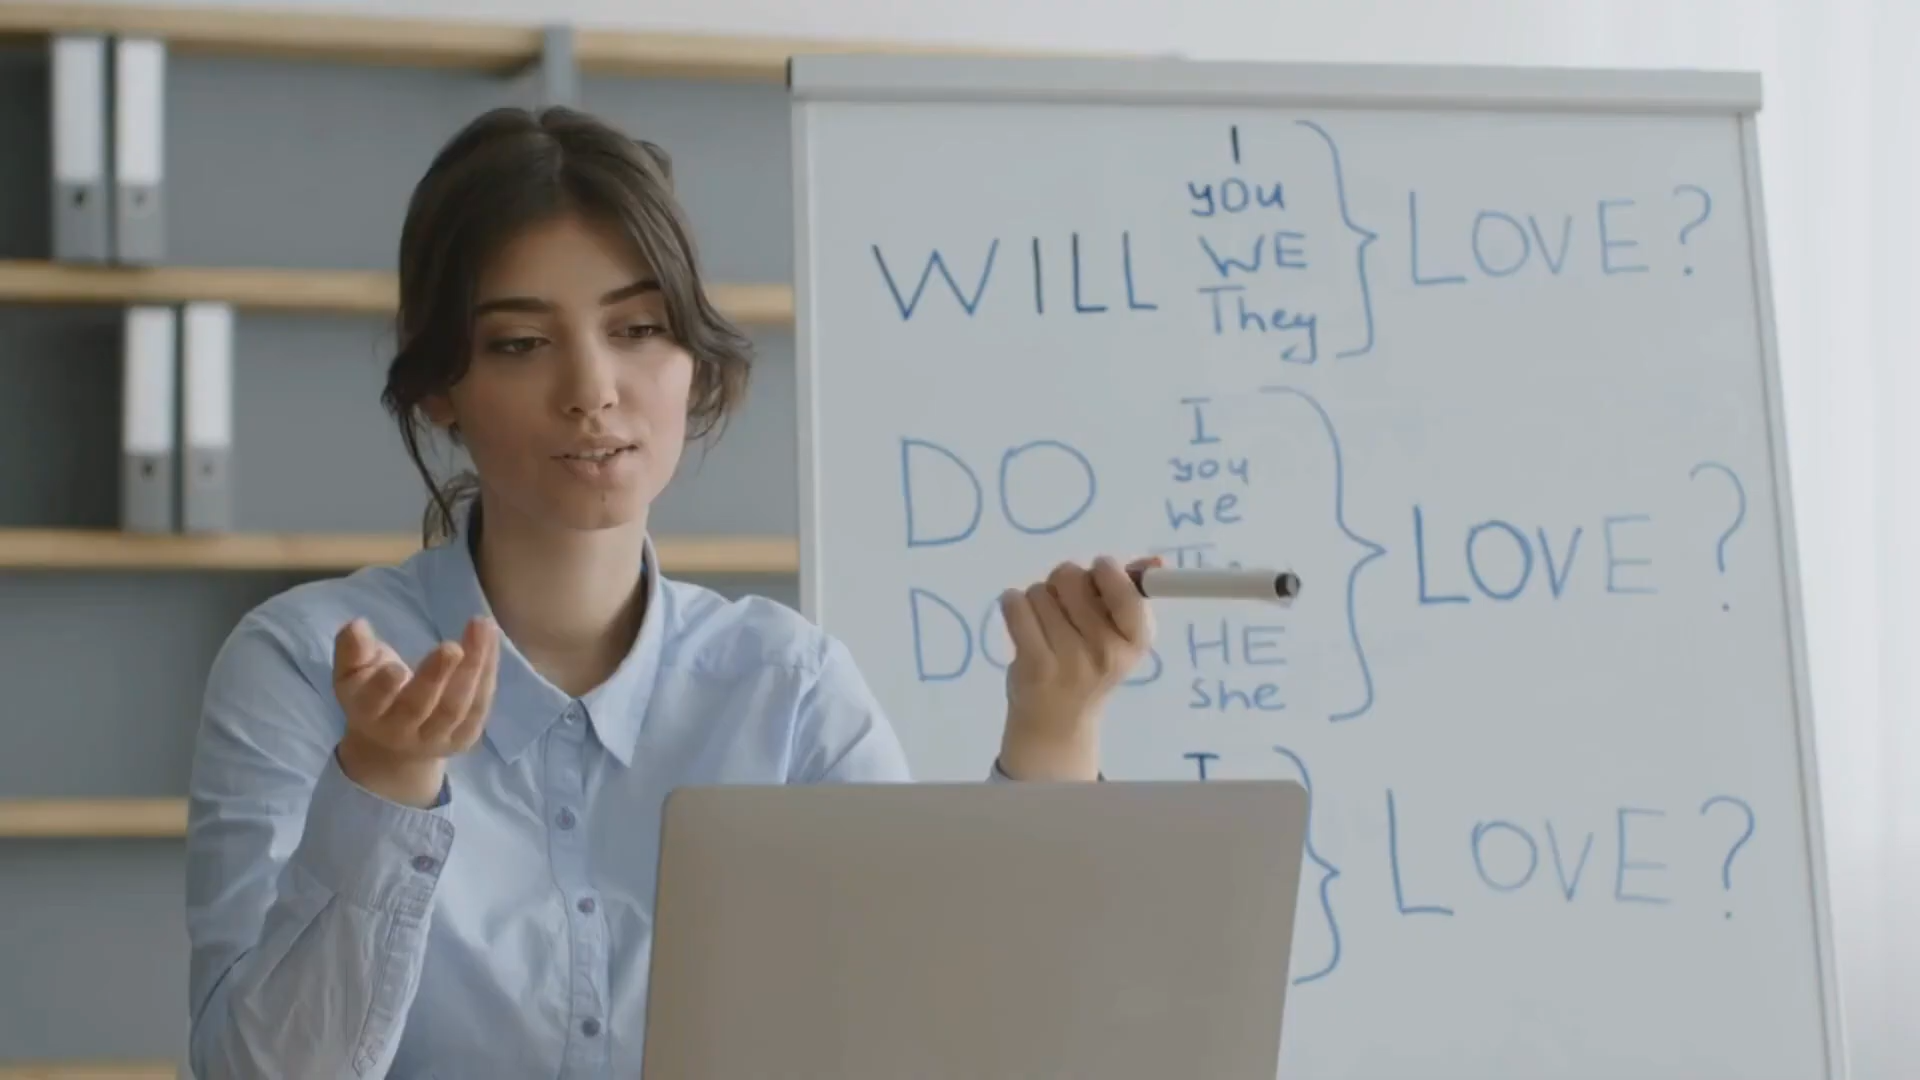 I
you
WILL WE LOVE?
They
I
you
DO we LOVE?
HE
she
I
LOVE?